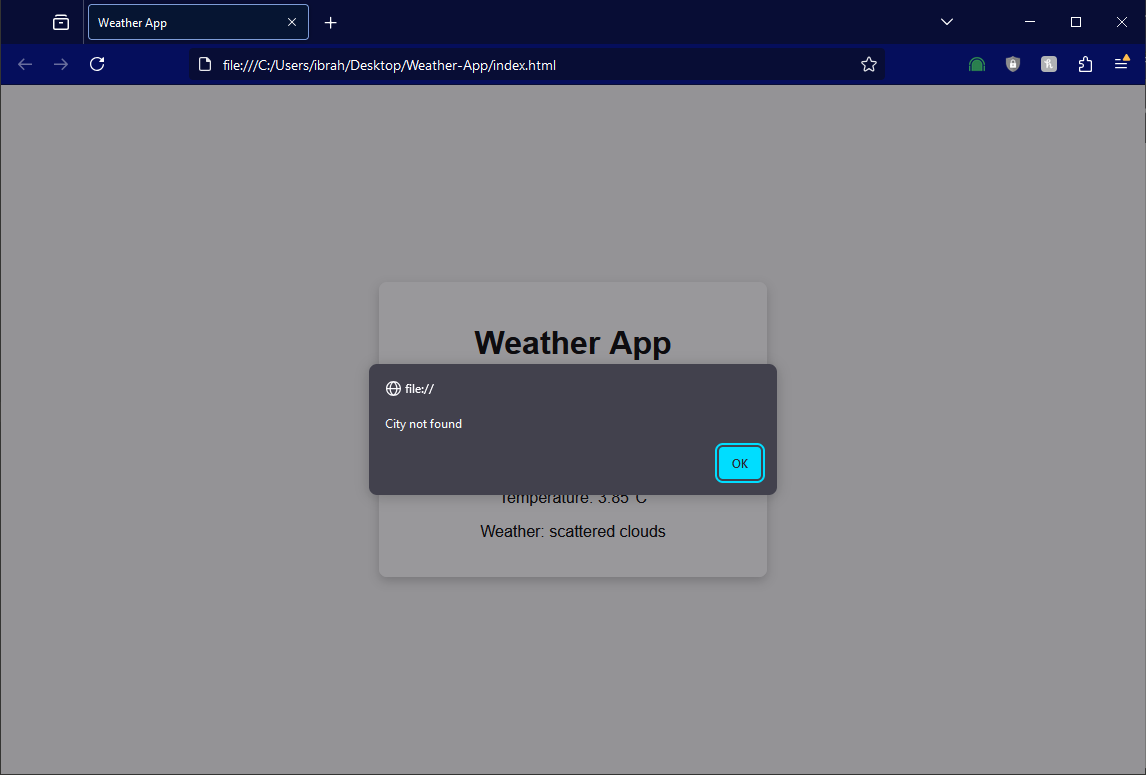 Weather App
file:///C:/Users/ibrah/Desktop/Weather-App/index.html
Weather App
file://
City not found
OK
Temperature: 3.85°C
Weather: scattered clouds